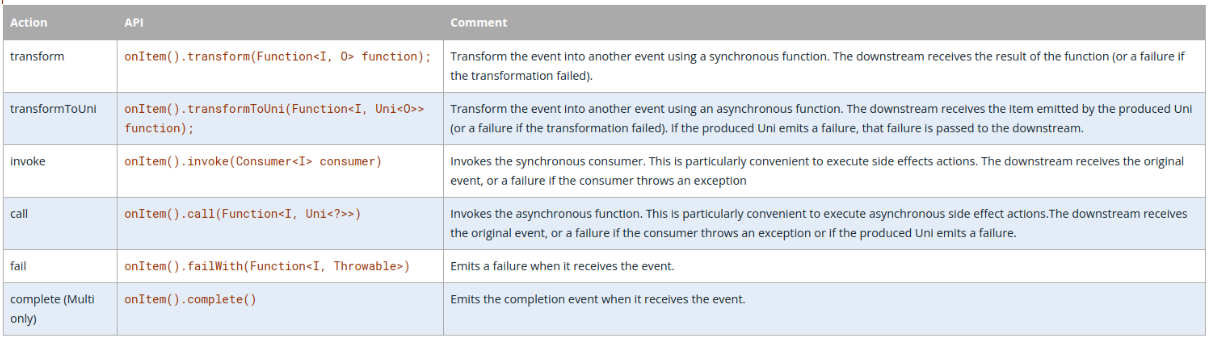 Action API Comment
transform onItem().transform(Function<I, O> function); Transform the event into another event using a synchronous function. The downstream receives the result of the function (or a failure if
the transformation failed).
transformToUni onItem().transformToUni(Function<I, Uni<O>> Transform the event into another event using an asynchronous function. The downstream receives the item emitted by the produced Uni
function); (or a failure if the transformation failed). If the produced Uni emits a failure, that failure is passed to the downstream.
invoke onItem().invoke(Consumer<I> consumer) Invokes the synchronous consumer. This is particularly convenient to execute side effects actions. The downstream receives the original
event, or a failure if the consumer throws an exception
call onItem().call(Function<I, Uni<?>>) Invokes the asynchronous function. This is particularly convenient to execute asynchronous side effect actions.The downstream receives
the original event, or a failure if the consumer throws an exception or if the produced Uni emits a failure.
fail onItem().failWith(Function<I, Throwable>) Emits a failure when it receives the event.
complete (Multi onItem().complete() Emits the completion event when it receives the event.
only)